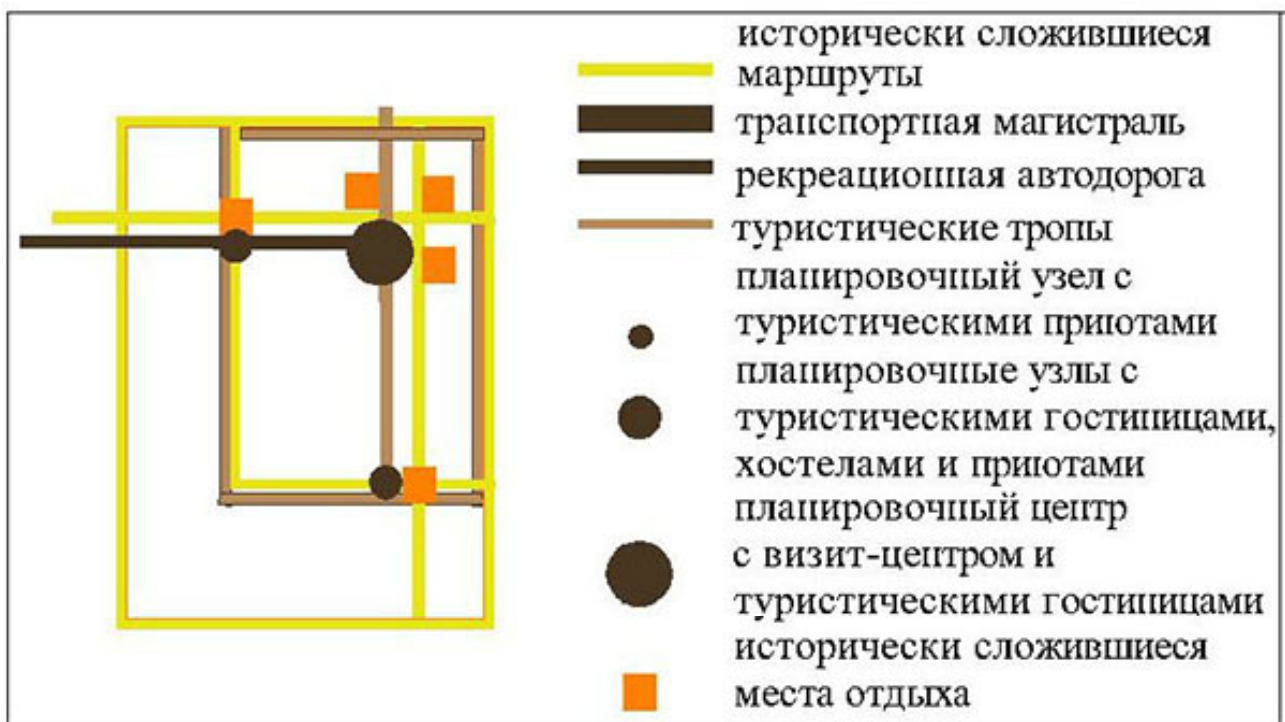 исторически сложившиеся
маршруты
транспортная магистраль
рекреационная автодорога
туристические тропы
планировочный узел с
туристическими приютами
планировочные узлы с
туристическими гостиницами,
хостелами и приютами
планировочный центр
с визит-центром и
туристическими гостиницами
исторически сложившиеся
места отдыха